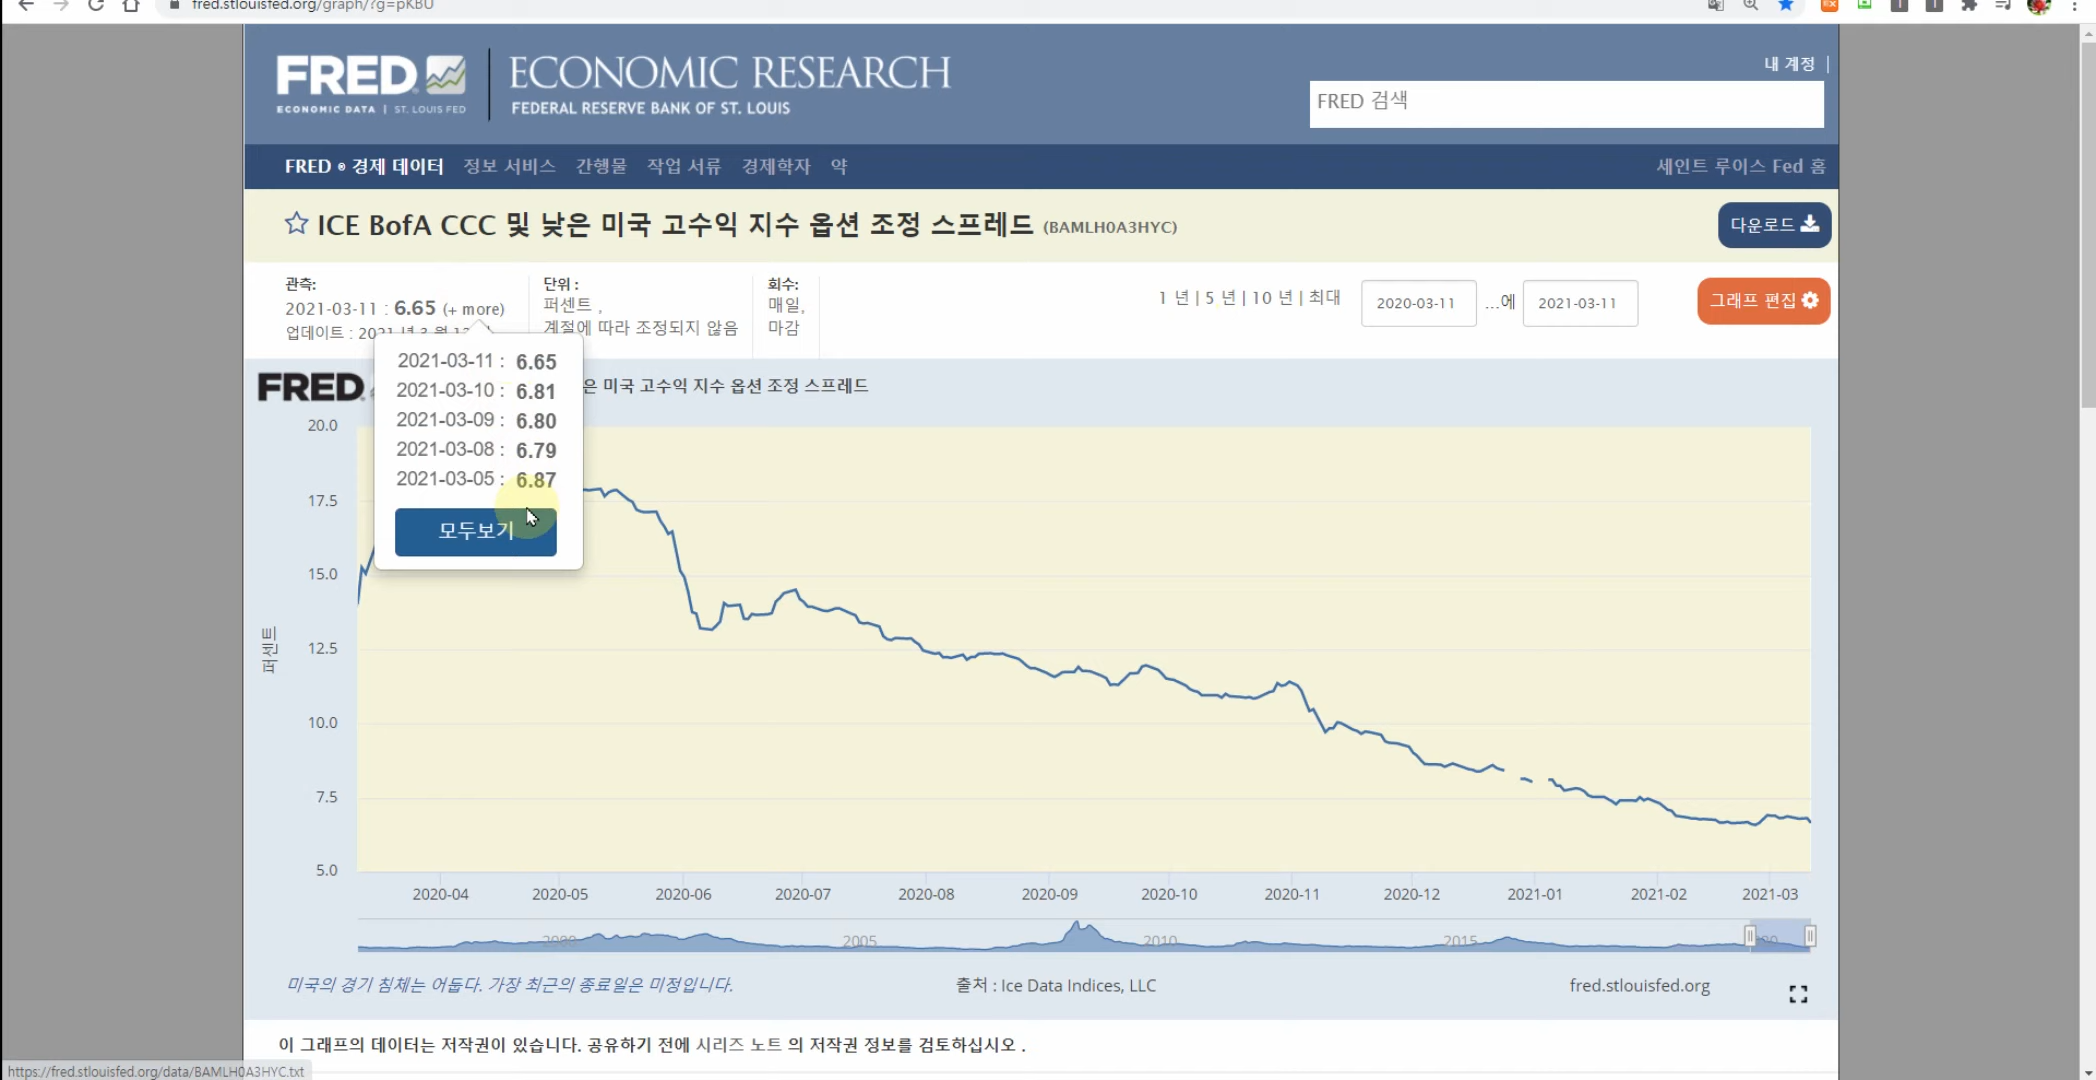 fred.stlouisfed.org/graph/?g=pKBU
FRED
ECONOMIC DATA | ST. LOUIS FED
ECONOMIC RESEARCH
FEDERAL RESERVE BANK OF ST. LOUIS
내 계정 |
FRED 검색
FRED ® 경제 데이터 정보 서비스 간행물 작업 서류 경제학자 약
세인트 루이스 Fed 홈
ICE BofA CCC 및 낮은 미국 고수익 지수 옵션 조정 스프레드 (BAMLH0A3HYC)
다운로드
관측:
2021-03-11 : 6.65 (+ more)
업데이트 : 2021 년 3 월
단위 :
퍼센트 ,
계절에 따라 조정되지 않음
회수:
매일,
마감
1 년 | 5 년 | 10 년 | 최대
2020-03-11 ...에 2021-03-11
그래프 편집
2021-03-11 : 6.65
2021-03-10 : 6.81
2021-03-09 : 6.80
2021-03-08 : 6.79
2021-03-05 : 6.87
모두보기
FRED
은 미국 고수익 지수 옵션 조정 스프레드
퍼센트
20.0
17.5
15.0
12.5
10.0
7.5
5.0
2020-04 2020-05 2020-06 2020-07 2020-08 2020-09 2020-10 2020-11 2020-12 2021-01 2021-02 2021-03
2000 2005 2010 2015
미국의 경기 침체는 어둡다. 가장 최근의 종료일은 미정입니다.
출처 : Ice Data Indices, LLC
fred.stlouisfed.org
이 그래프의 데이터는 저작권이 있습니다. 공유하기 전에 시리즈 노트 의 저작권 정보를 검토하십시오 .
https://fred.stlouisfed.org/data/BAMLH0A3HYC.txt